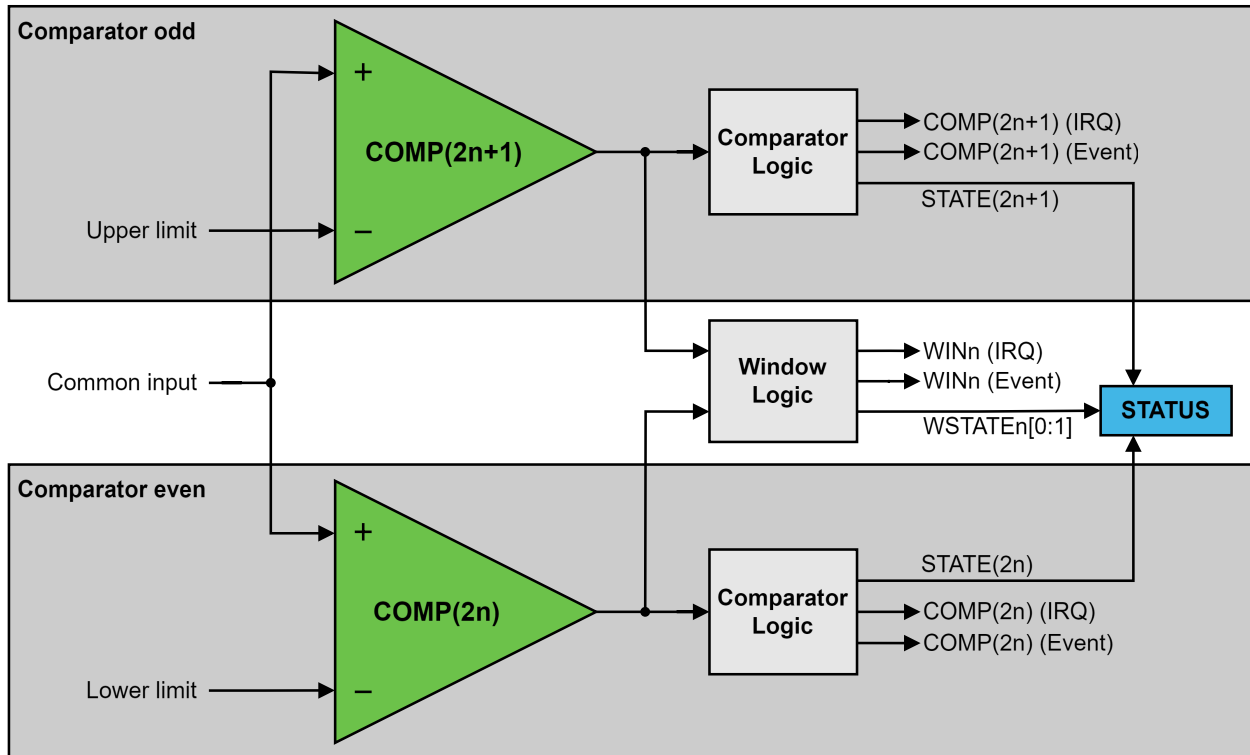 Comparator odd
+
COMP(2n+1)
−
Upper limit
Comparator
Logic
COMP(2n+1) (IRQ)
COMP(2n+1) (Event)
STATE(2n+1)
Common input
Window
Logic
WINn (IRQ)
WINn (Event)
WSTATEn[0:1]
STATUS
Comparator even
+
COMP(2n)
−
Lower limit
Comparator
Logic
STATE(2n)
COMP(2n) (IRQ)
COMP(2n) (Event)